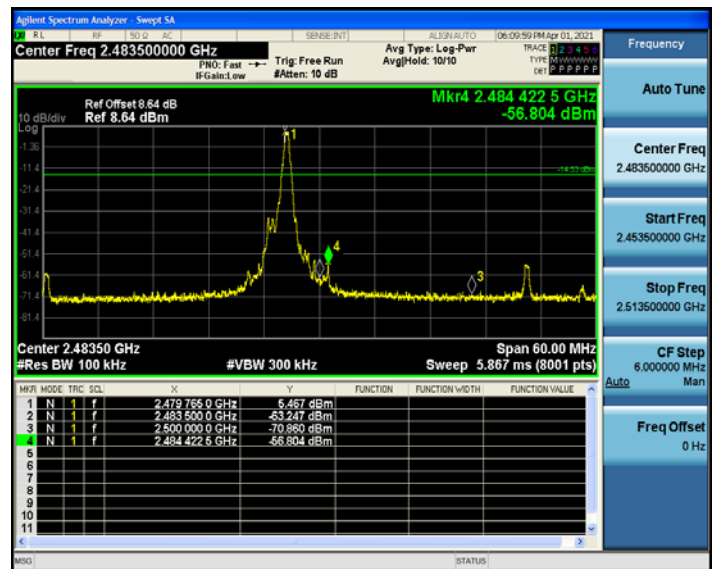 Agilent Spectrum Analyzer - Swept SA
RL RF 50 Ω AC SENSE:INT ALIGN AUTO 06:09:59 PM Apr 01, 2021
Center Freq 2.483500000 GHz Avg Type: Log-Pwr TRACE 1 2 3 4 5 6
PNO: Fast Trig: Free Run Avg|Hold: 10/10 TYPE MWWWWW
IFGain:Low #Atten: 10 dB DET P P P P P P
Mkr4 2.484 422 5 GHz
-56.804 dBm
Ref Offset 8.64 dB
10 dB/div Ref 8.64 dBm
Log
-1.36
-11.4
-21.4
-31.4
-41.4
-51.4
-61.4
-71.4
-81.4
1
-14.53 dBm
4
3
Center 2.48350 GHz Span 60.00 MHz
#Res BW 100 kHz #VBW 300 kHz Sweep 5.867 ms (8001 pts)
MKR MODE TRC SCL X Y FUNCTION FUNCTION WIDTH FUNCTION VALUE
1 N 1 f 2.479 765 0 GHz 5.467 dBm
2 N 1 f 2.483 500 0 GHz -63.247 dBm
3 N 1 f 2.500 000 0 GHz -70.860 dBm
4 N 1 f 2.484 422 5 GHz -56.804 dBm
5
6
7
8
9
10
11
MSG STATUS
Frequency
Auto Tune
Center Freq
2.483500000 GHz
Start Freq
2.453500000 GHz
Stop Freq
2.513500000 GHz
CF Step
6.000000 MHz
Auto Man
Freq Offset
0 Hz